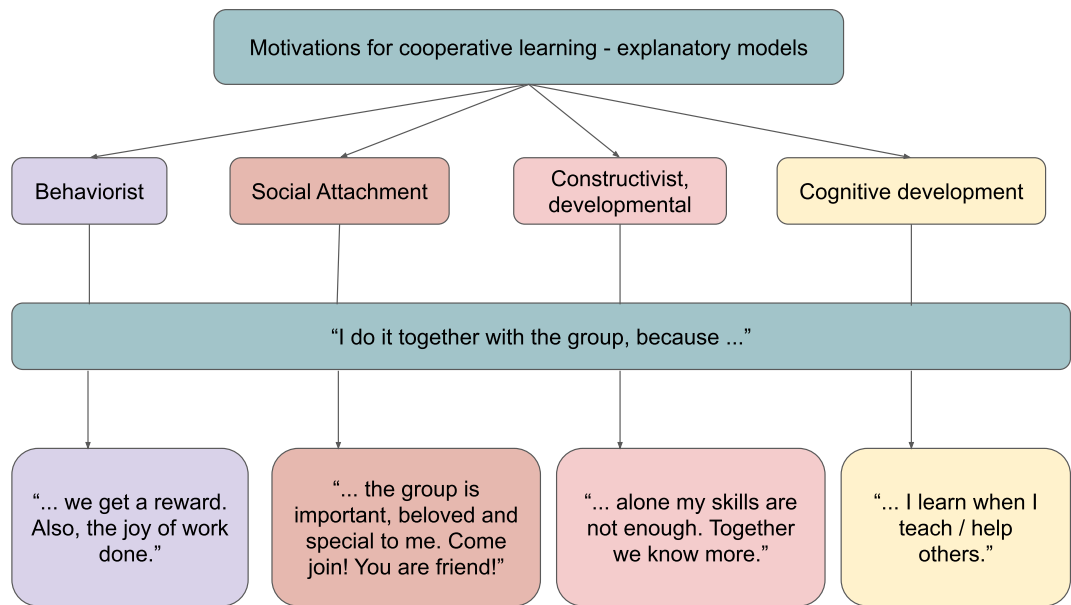 Motivations for cooperative learning - explanatory models
Behaviorist
Social Attachment
Constructivist,
developmental
Cognitive development
“I do it together with the group, because ...”
“... we get a reward.
Also, the joy of work
done.”
“... the group is
important, beloved and
special to me. Come
join! You are friend!”
“... alone my skills are
not enough. Together
we know more.”
“... I learn when I
teach / help
others.”